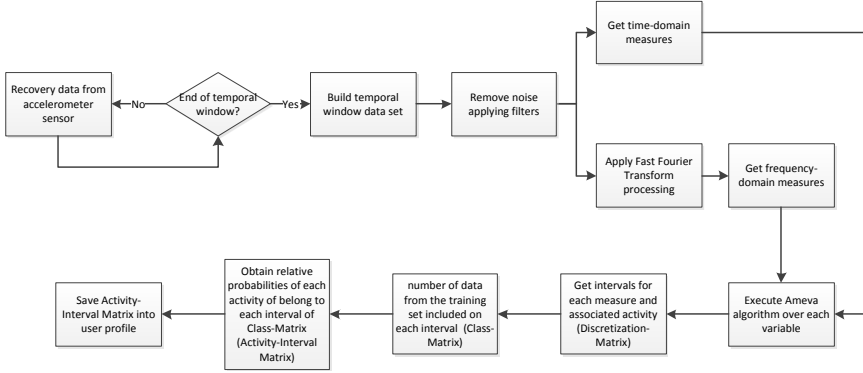 Get time-domain
measures
Recovery data from
accelerometer
sensor
No
End of temporal
window?
Yes
Build temporal
window data set
Remove noise
applying filters
Apply Fast Fourier
Transform
processing
Get frequency-
domain measures
Save Activity-
Interval Matrix into
user profile
Obtain relative
probabilities of each
activity of belong to
each interval of
Class-Matrix
(Activity-Interval
Matrix)
number of data
from the training
set included on
each interval (Class-
Matrix)
Get intervals for
each measure and
associated activity
(Discretization-
Matrix)
Execute Ameva
algorithm over each
variable